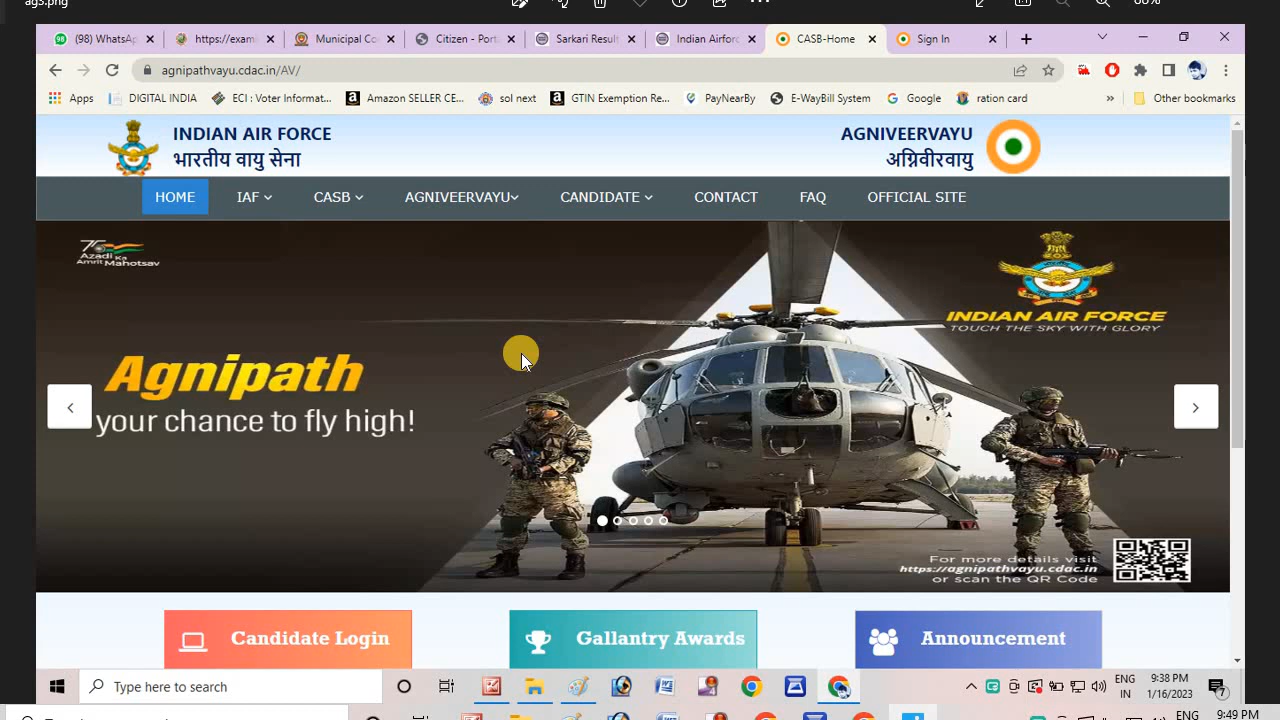 ag3.png
(98) WhatsAp
https://exam
Municipal Co
Citizen - Port
Sarkari Result
Indian Airforc
CASB-Home
Sign In
agnipathvayu.cdac.in/AV/
Apps
DIGITAL INDIA
ECI : Voter Informat...
Amazon SELLER CE...
sol next
GTIN Exemption Re...
PayNearBy
E-WayBill System
Google
ration card
»
Other bookmarks
INDIAN AIR FORCE
भारतीय वायु सेना
AGNIVEERVAYU
अग्निवीरवायु
HOME
IAF
CASB
AGNIVEERVAYU
CANDIDATE
CONTACT
FAQ
OFFICIAL SITE
Azadi Ka
Amrit Mahotsav
INDIAN AIR FORCE
TOUCH THE SKY WITH GLORY
Agnipath
your chance to fly high!
For more details visit
https://agnipathvayu.cdac.in
or scan the QR Code
Candidate Login
Gallantry Awards
Announcement
Type here to search
ENG
IN
9:38 PM
1/16/2023
7
ENG
9:49 PM